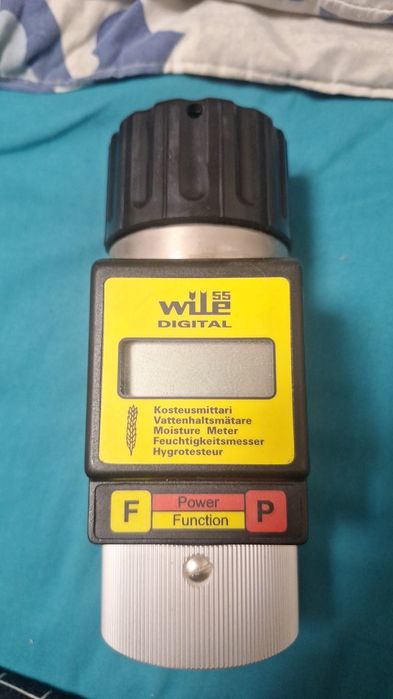 wile 55
DIGITAL
Kosteusmittari
Vattenhaltsmätare
Moisture Meter
Feuchtigkeitsmesser
Hygrotesteur
F Power P
Function